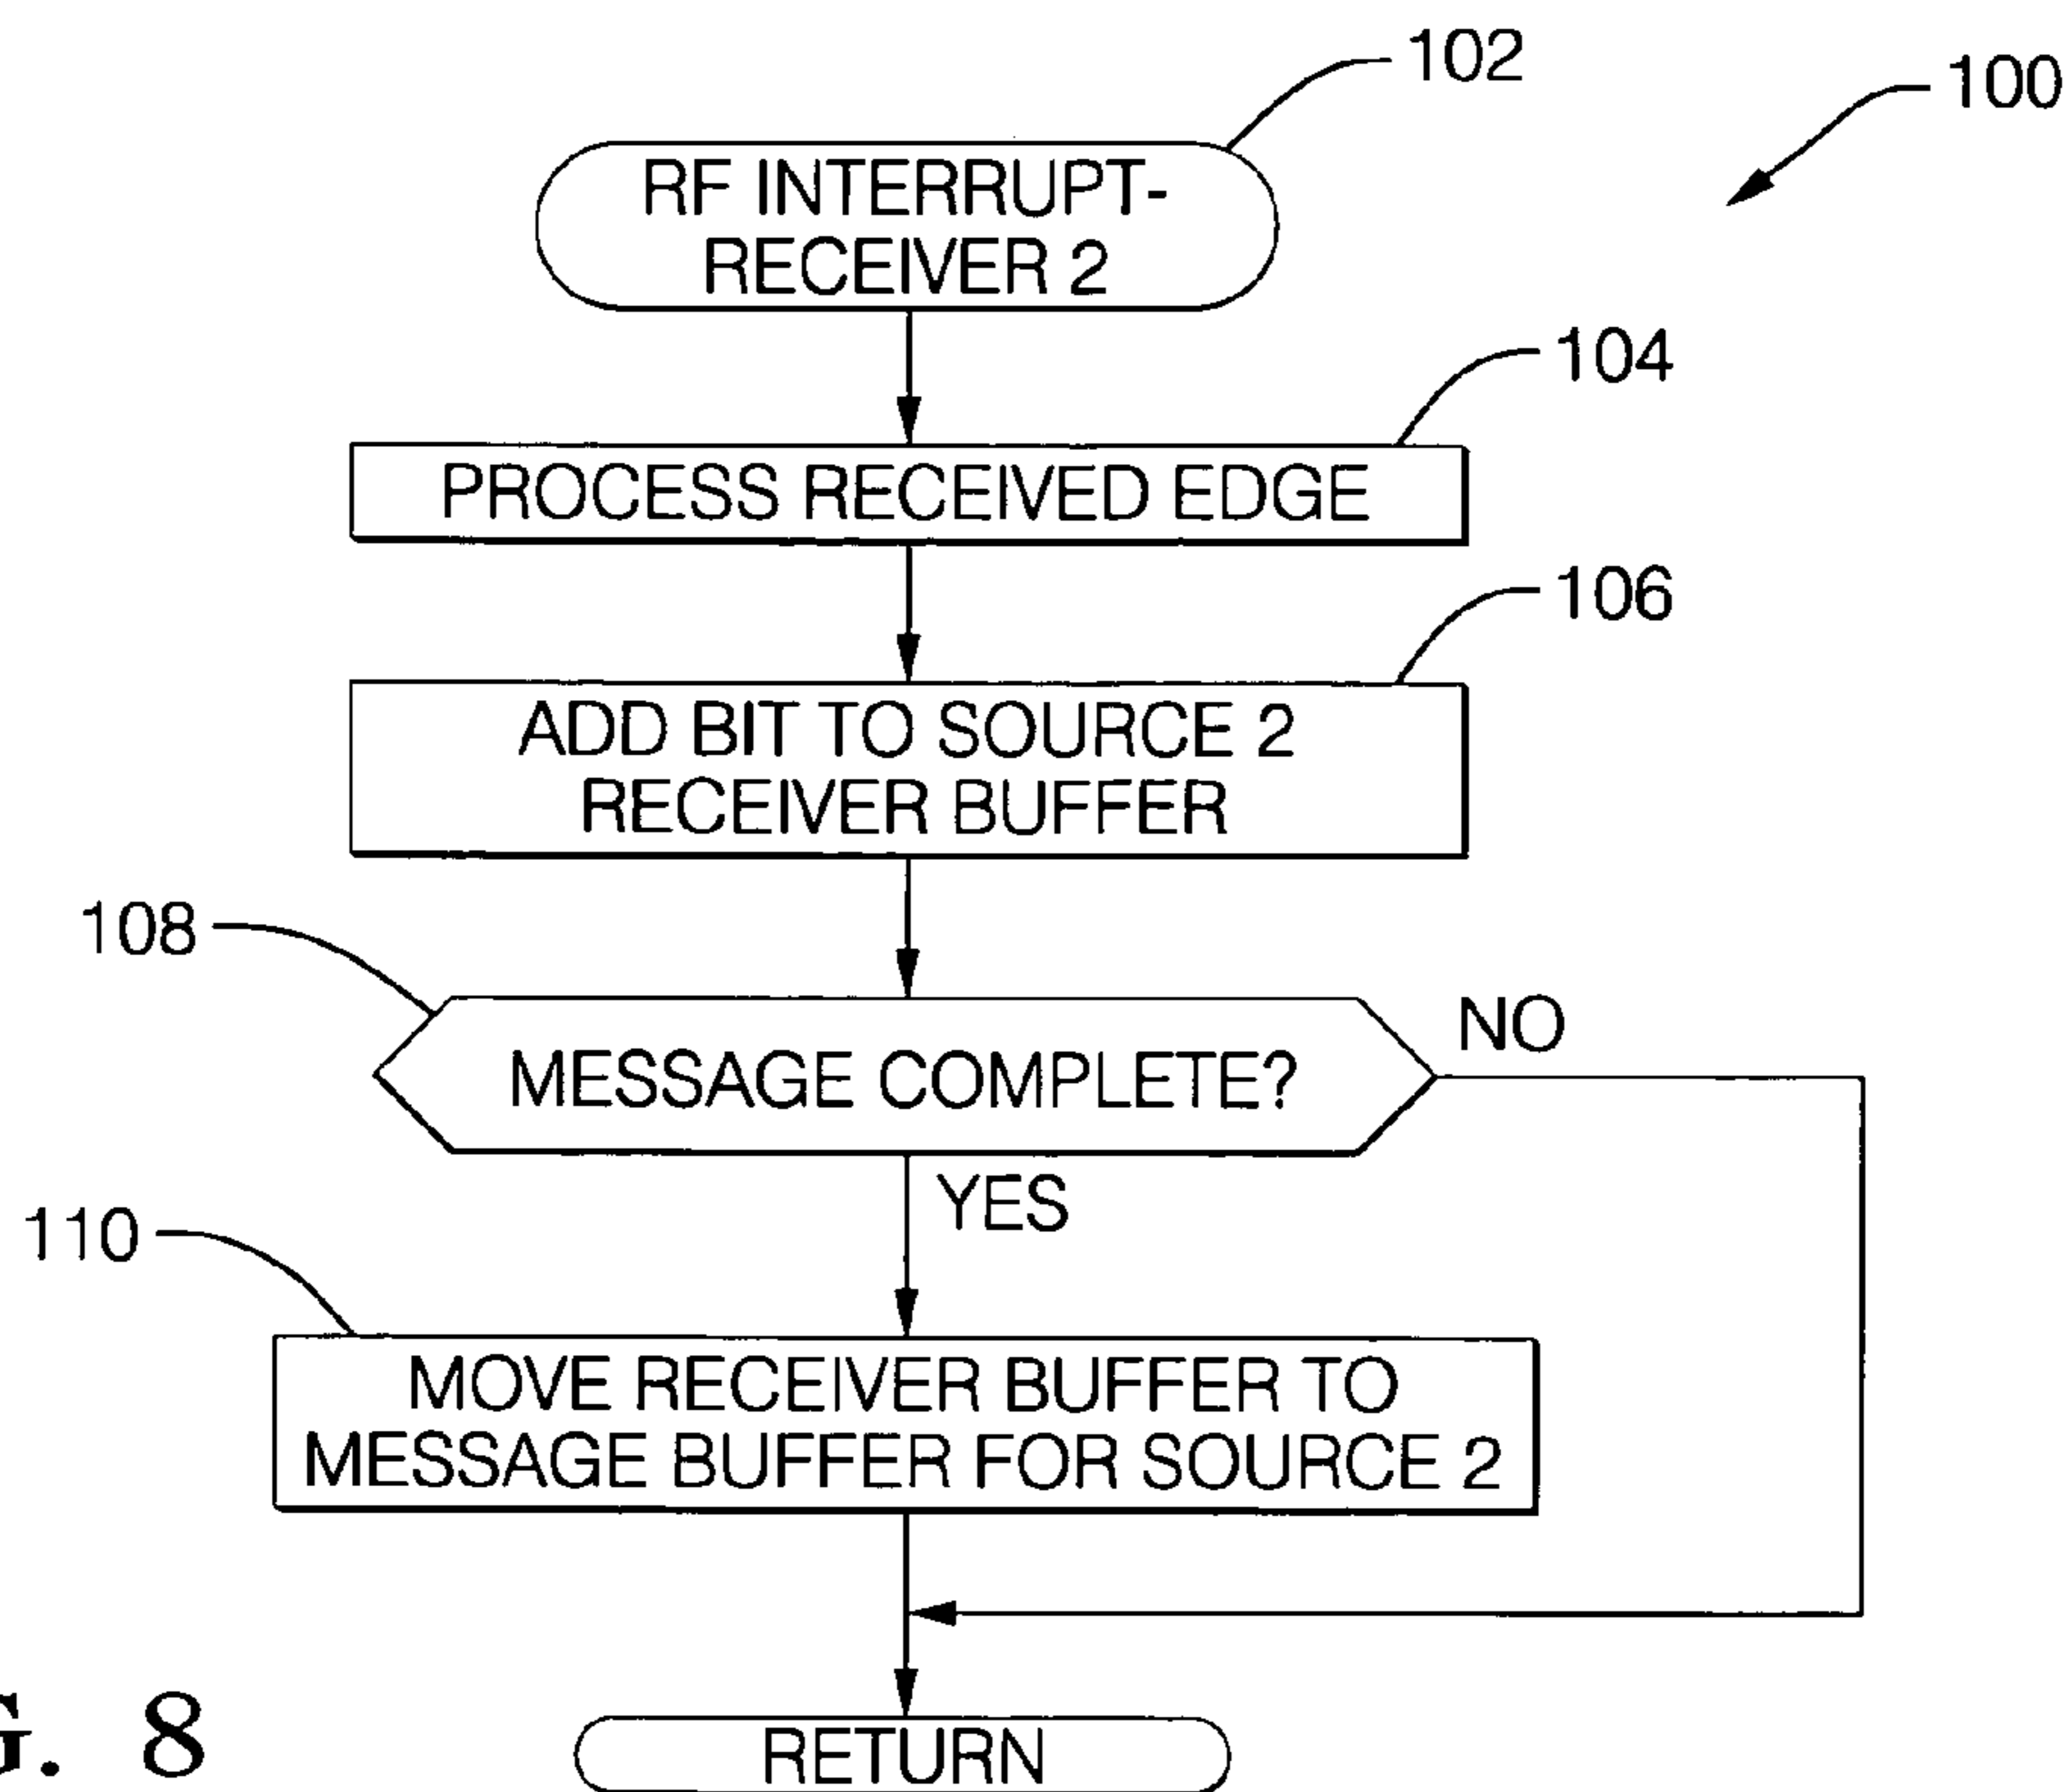 102
100
RF INTERRUPT-
RECEIVER 2
104
PROCESS RECEIVED EDGE
106
ADD BIT TO SOURCE 2
RECEIVER BUFFER
108
NO
MESSAGE COMPLETE?
YES
110
MOVE RECEIVER BUFFER TO
MESSAGE BUFFER FOR SOURCE 2
8
RETURN